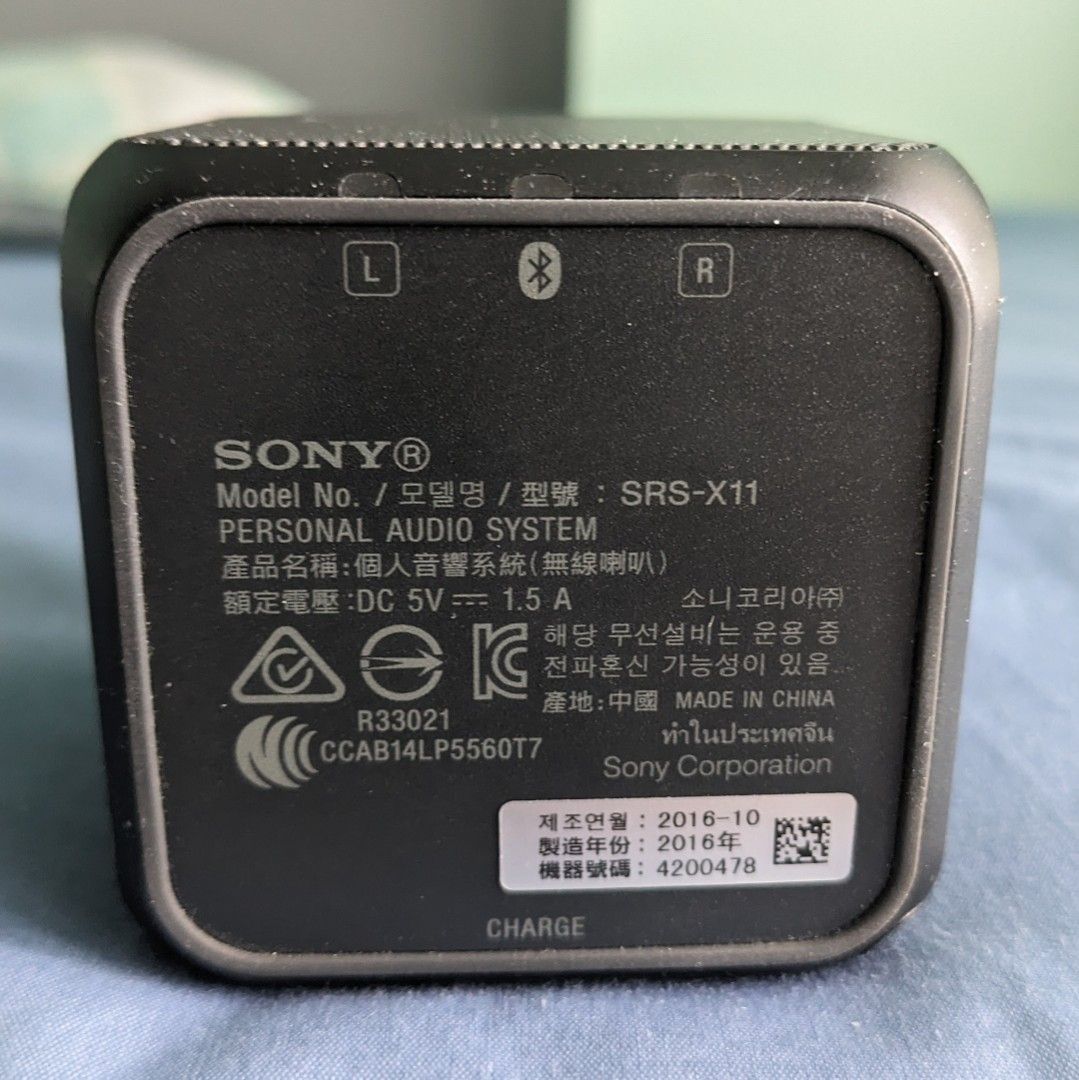 L R
SONY®
Model No. / 모델명 / 型號 : SRS-X11
PERSONAL AUDIO SYSTEM
產品名稱:個人音響系統(無線喇叭)
額定電壓:DC 5V ⎓ 1.5 A
소니코리아㈜
해당 무선설비는 운용 중
전파혼신 가능성이 있음
產地:中國 MADE IN CHINA
R33021
ทำในประเทศจีน
CCAB14LP5560T7
Sony Corporation
제조연월 : 2016-10
製造年份 : 2016年
機器號碼 : 4200478
CHARGE